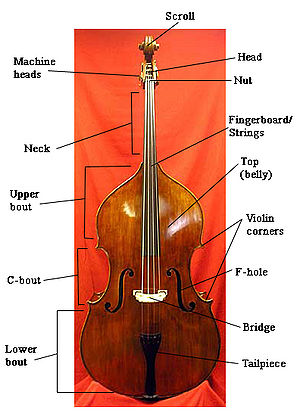 Scroll
Head
Machine
heads
Nut
Fingerboard/
Strings
Neck
Top
(belly)
Upper
bout
Violin
corners
F-hole
C-bout
Bridge
Lower
bout
Tailpiece